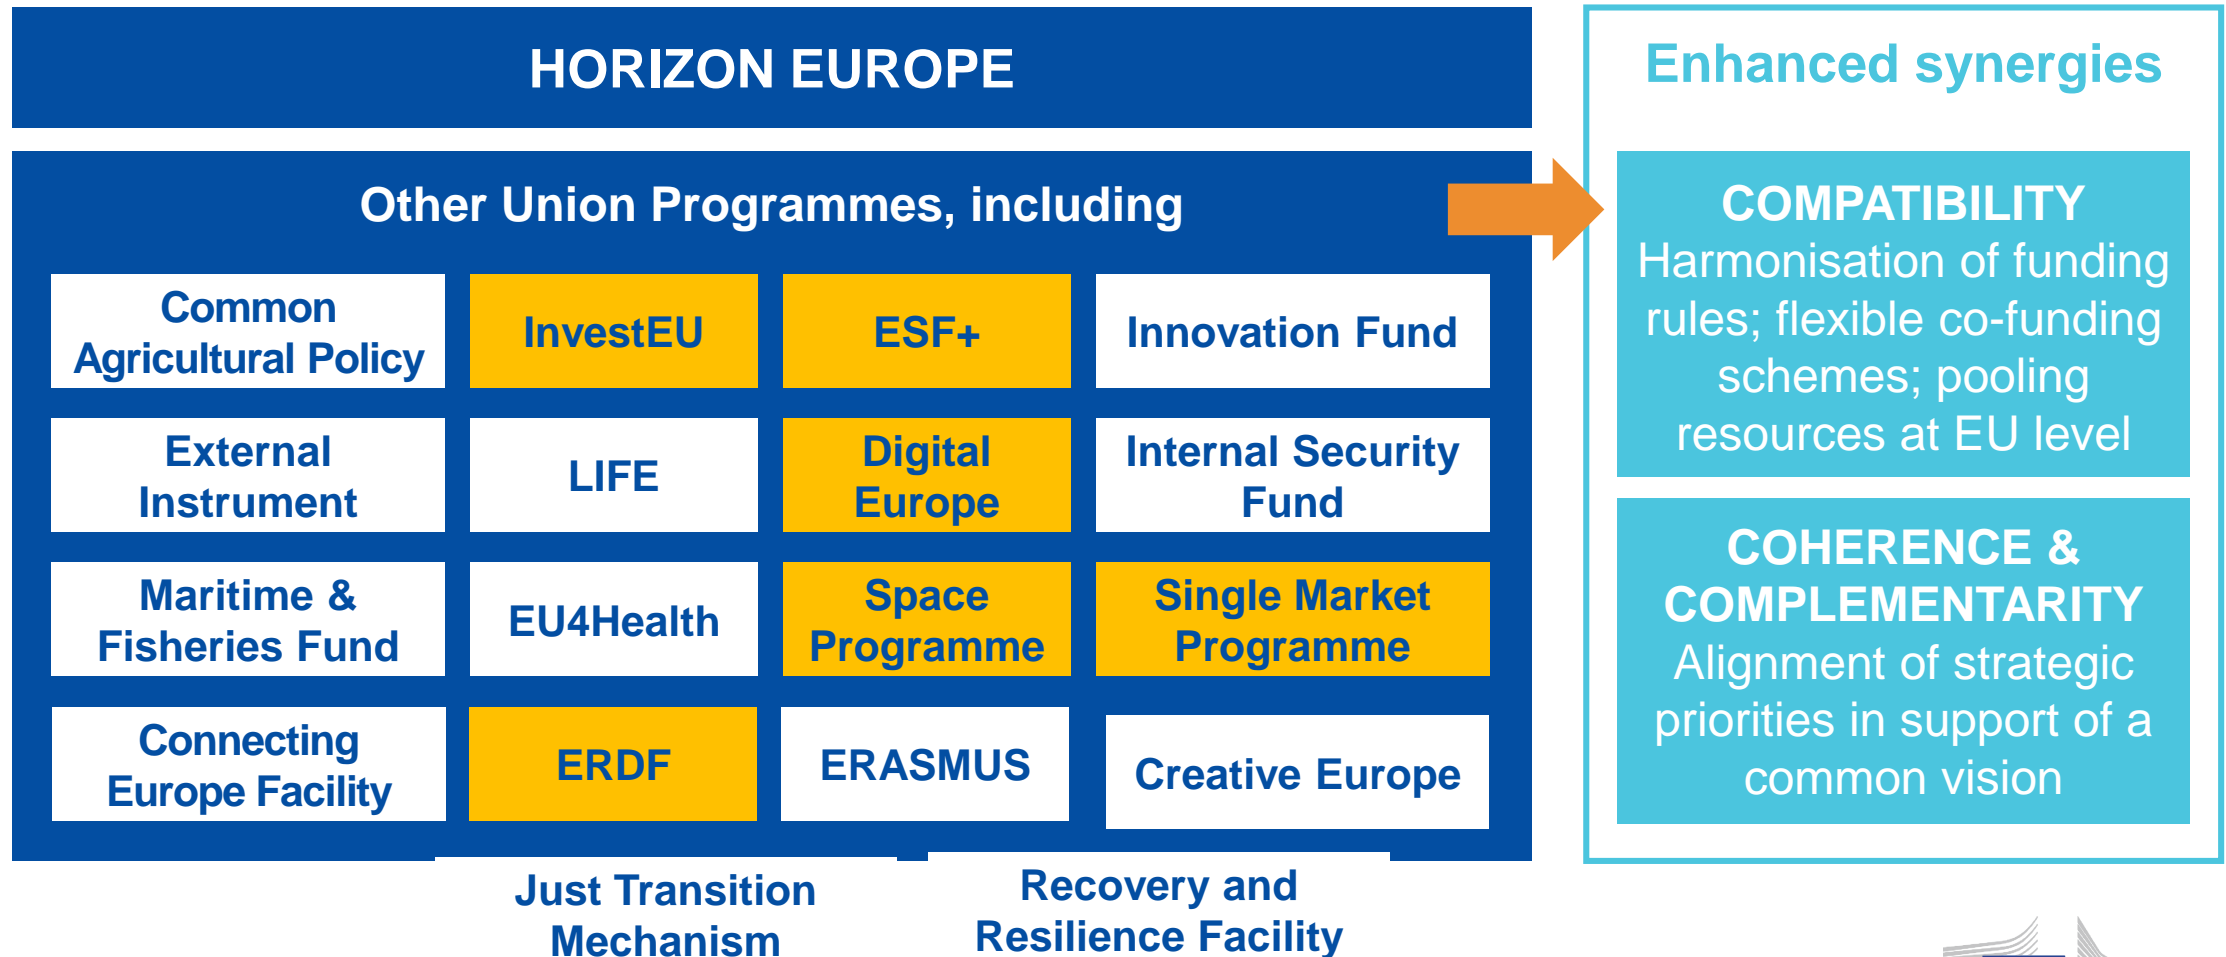 HORIZON EUROPE
Other Union Programmes, including
Common
Agricultural Policy
InvestEU
ESF+
Innovation Fund
External
Instrument
LIFE
Digital
Europe
Internal Security
Fund
Maritime &
Fisheries Fund
EU4Health
Space
Programme
Single Market
Programme
Connecting
Europe Facility
ERDF
ERASMUS
Creative Europe
Just Transition
Mechanism
Recovery and
Resilience Facility
Enhanced synergies
COMPATIBILITY
Harmonisation of funding
rules; flexible co-funding
schemes; pooling
resources at EU level
COHERENCE &
COMPLEMENTARITY
Alignment of strategic
priorities in support of a
common vision